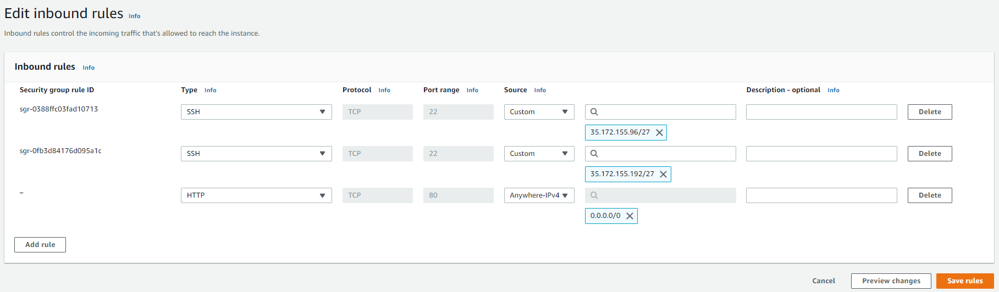 Edit inbound rules Info
Inbound rules control the incoming traffic that's allowed to reach the instance.
Inbound rules Info
Security group rule ID Type Info Protocol Info Port range Info Source Info Description - optional Info
sgr-0388ffc03fad10713 SSH TCP 22 Custom Delete
35.172.155.96/27
sgr-0fb3d84176d095a1c SSH TCP 22 Custom Delete
35.172.155.192/27
– HTTP TCP 80 Anywhere-IPv4 Delete
0.0.0.0/0
Add rule
Cancel Preview changes Save rules